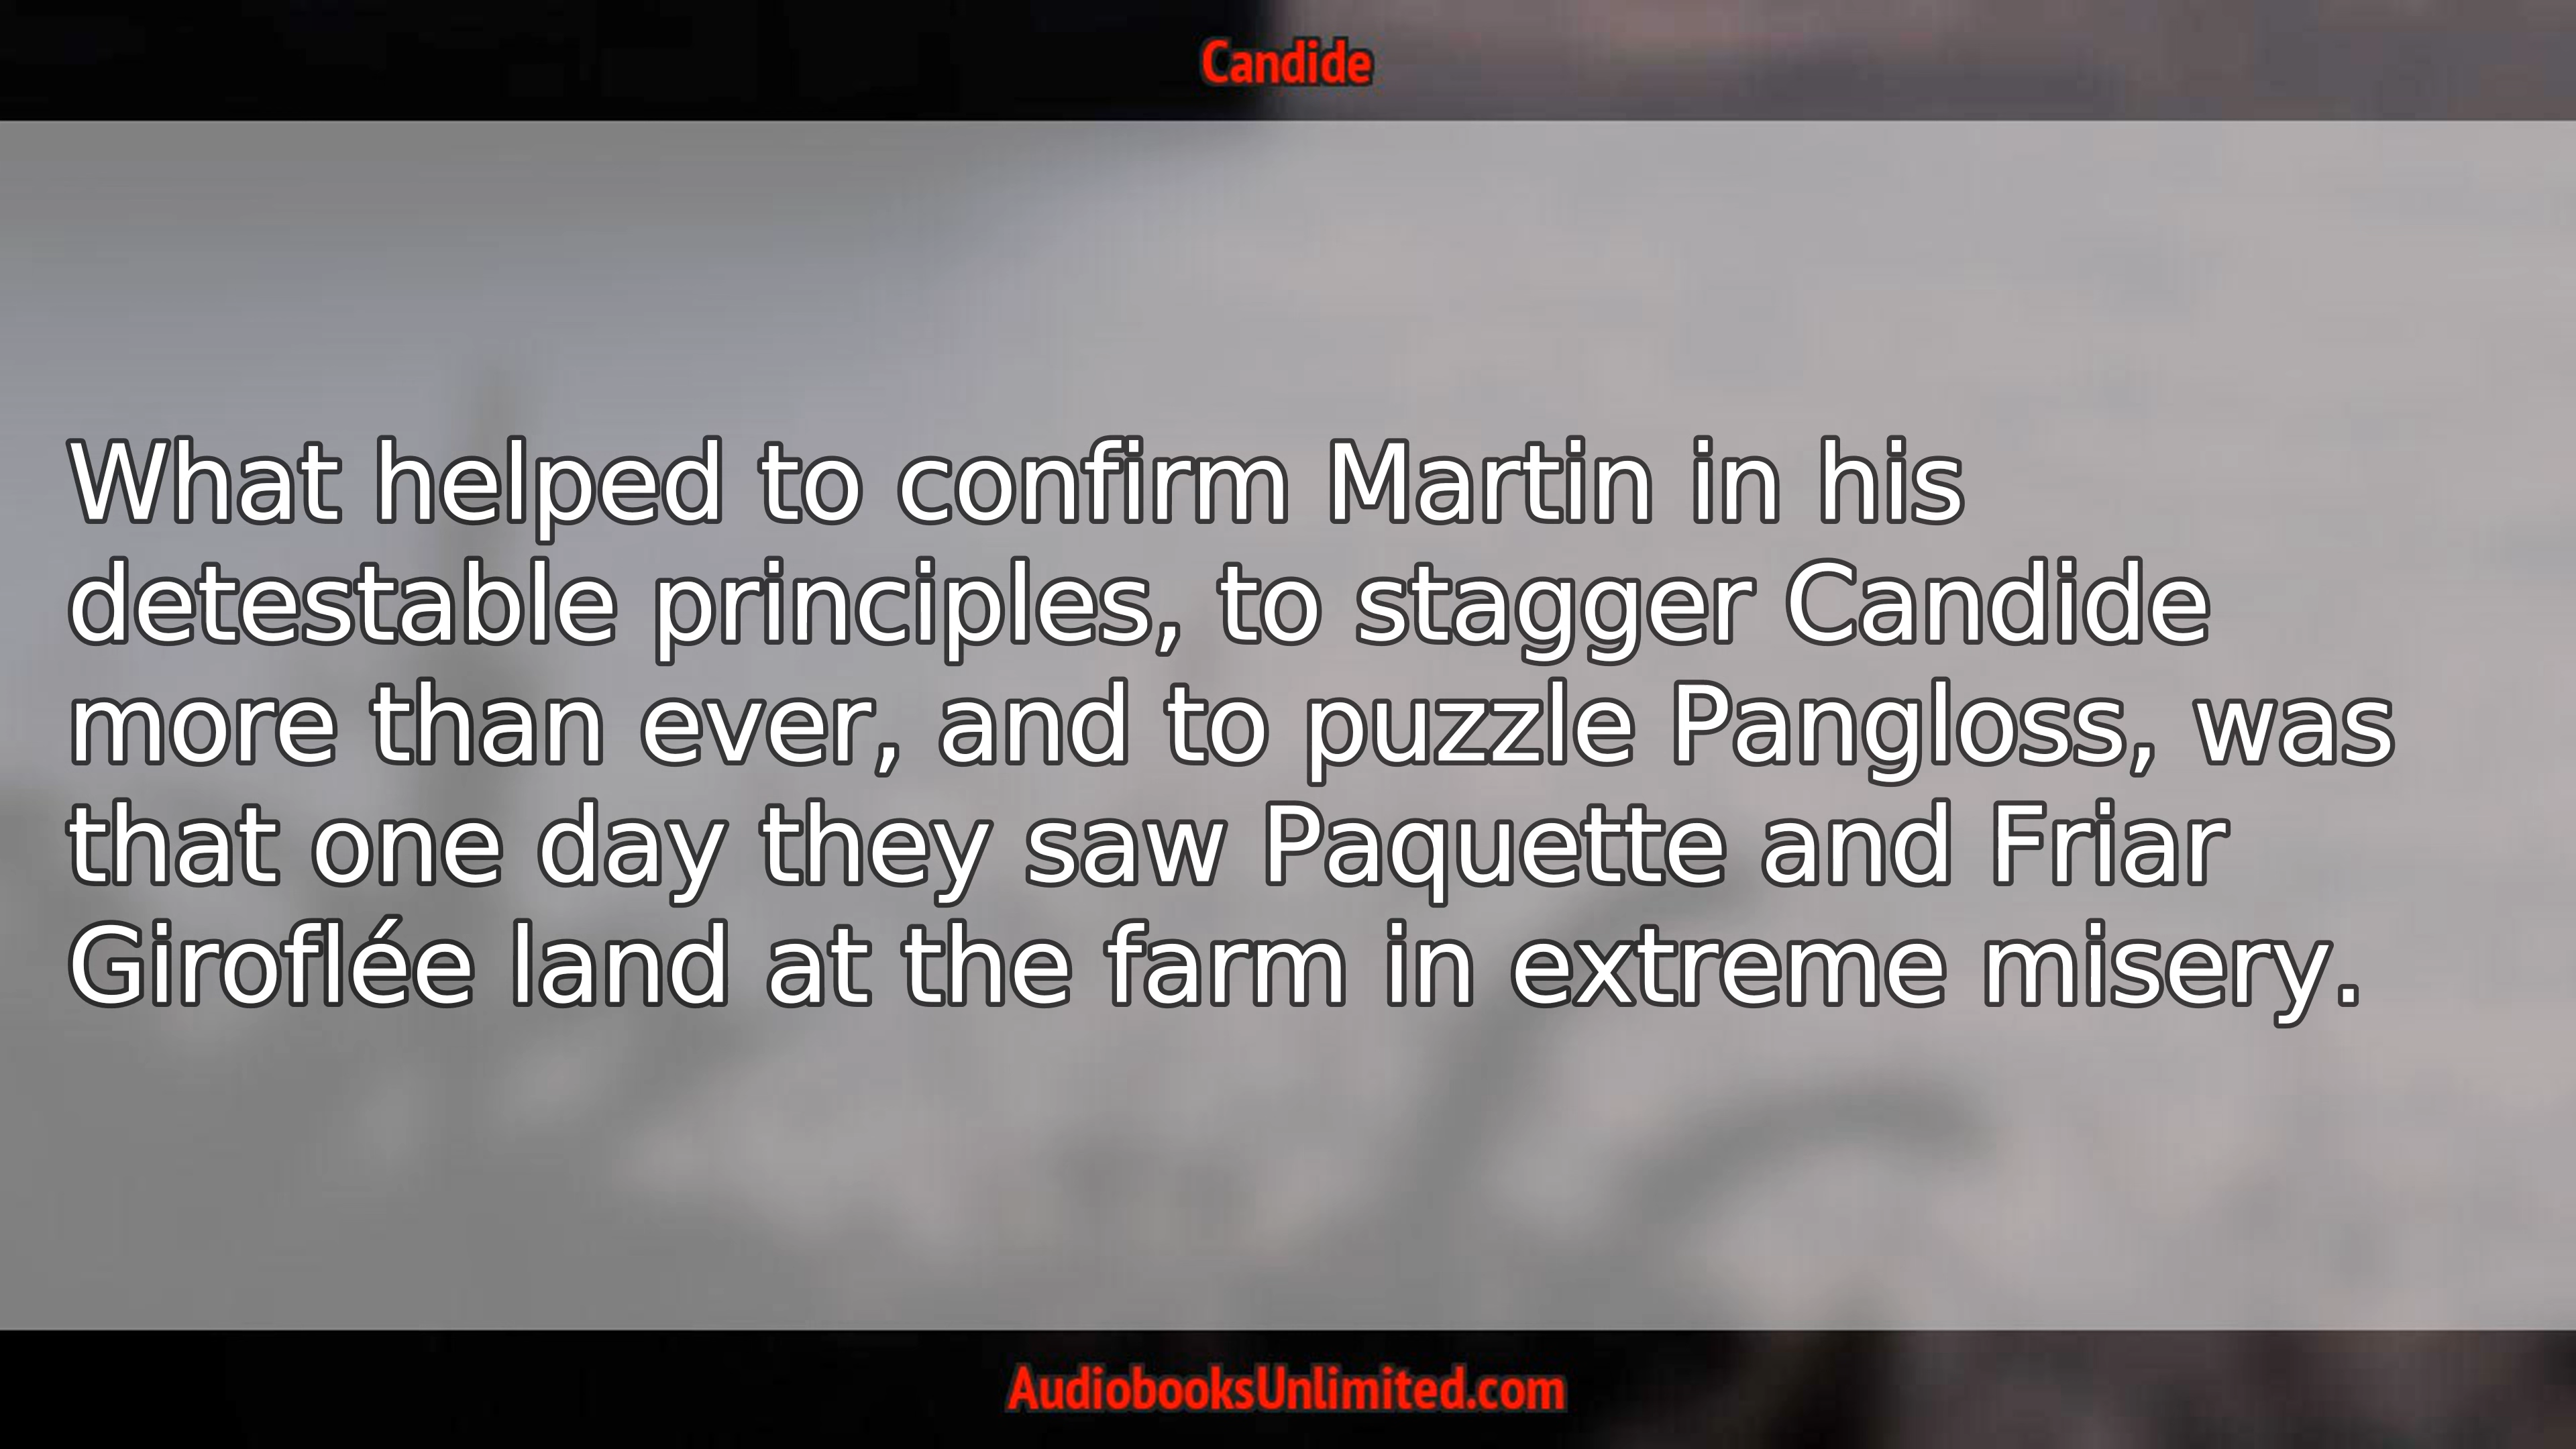 Candide
What helped to confirm Martin in his
detestable principles, to stagger Candide
more than ever, and to puzzle Pangloss, was
that one day they saw Paquette and Friar
Giroflée land at the farm in extreme misery.
AudiobooksUnlimited.com